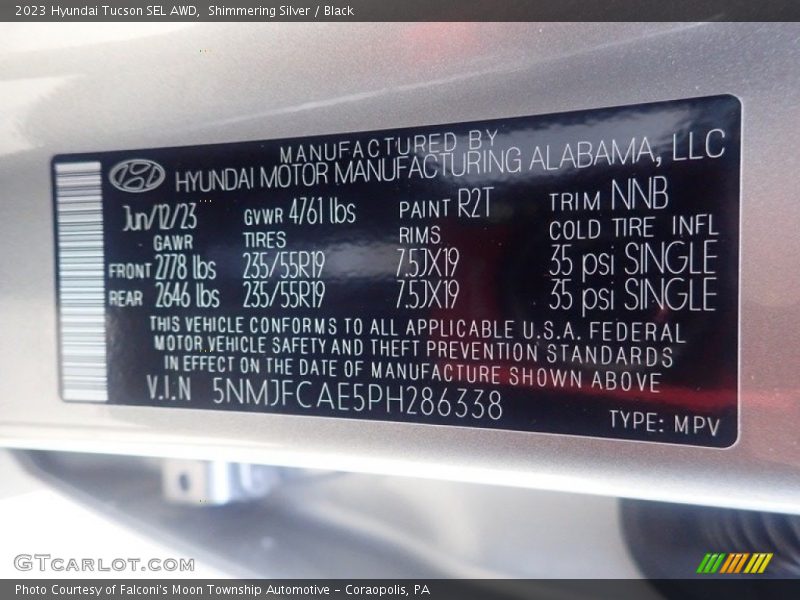 2023 Hyundai Tucson SEL AWD,  Shimmering Silver / Black
MANUFACTURED BY
HYUNDAI MOTOR MANUFACTURING ALABAMA, LLC
Jun/12/23 GVWR 4761 lbs PAINT R2T TRIM NNB
GAWR TIRES RIMS COLD TIRE INFL
FRONT 2778 lbs 235/55R19 7.5JX19 35 psi SINGLE
REAR 2646 lbs 235/55R19 7.5JX19 35 psi SINGLE
THIS VEHICLE CONFORMS TO ALL APPLICABLE U.S.A. FEDERAL
MOTOR VEHICLE SAFETY AND THEFT PREVENTION STANDARDS
IN EFFECT ON THE DATE OF MANUFACTURE SHOWN ABOVE
V.I.N 5NMJFCAE5PH286338
TYPE: MPV
GTCARLOT.COM
Photo Courtesy of Falconi's Moon Township Automotive – Coraopolis, PA